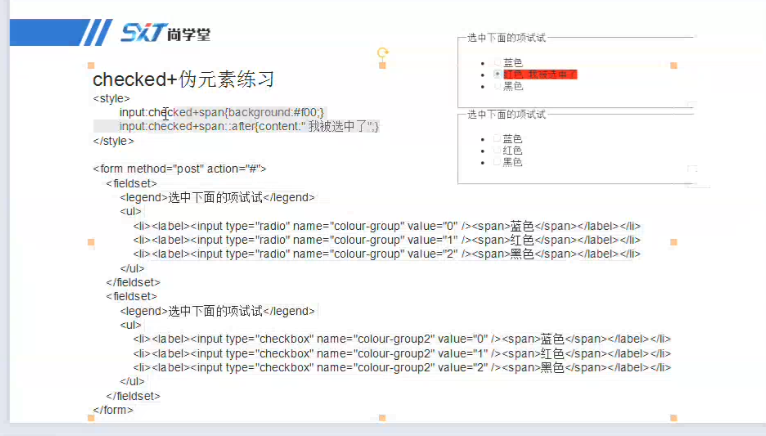 SXT尚学堂
选中下面的项试试
蓝色
红色 我被选中了
黑色
选中下面的项试试
蓝色
红色
黑色
checked+伪元素练习
<style>
input:checked+span{background:#f00;}
input:checked+span::after{content:" 我被选中了";}
</style>
<form method="post" action="#">
<fieldset>
<legend>选中下面的项试试</legend>
<ul>
<li><label><input type="radio" name="colour-group" value="0" /><span>蓝色</span></label></li>
<li><label><input type="radio" name="colour-group" value="1" /><span>红色</span></label></li>
<li><label><input type="radio" name="colour-group" value="2" /><span>黑色</span></label></li>
</ul>
</fieldset>
<fieldset>
<legend>选中下面的项试试</legend>
<ul>
<li><label><input type="checkbox" name="colour-group2" value="0" /><span>蓝色</span></label></li>
<li><label><input type="checkbox" name="colour-group2" value="1" /><span>红色</span></label></li>
<li><label><input type="checkbox" name="colour-group2" value="2" /><span>黑色</span></label></li>
</ul>
</fieldset>
</form>